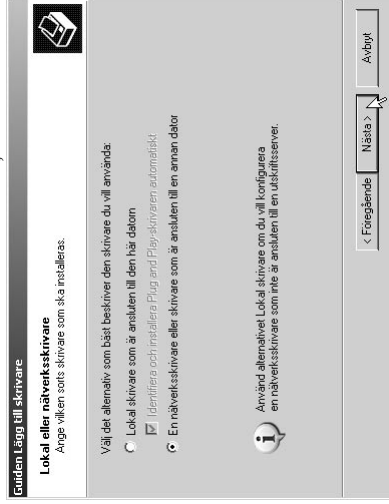 Guiden Lägg till skrivare
Lokal eller nätverksskrivare
Ange vilken sorts skrivare som ska installeras.
Välj det alternativ som bäst beskriver den skrivare du vill använda:
Lokal skrivare som är ansluten till den här datorn
Identifiera och installera Plug and Play-skrivaren automatiskt
En nätverksskrivare eller skrivare som är ansluten till en annan dator
Använd alternativet Lokal skrivare om du vill konfigurera
en nätverksskrivare som inte är ansluten till en utskriftsserver.
< Föregående
Nästa >
Avbryt